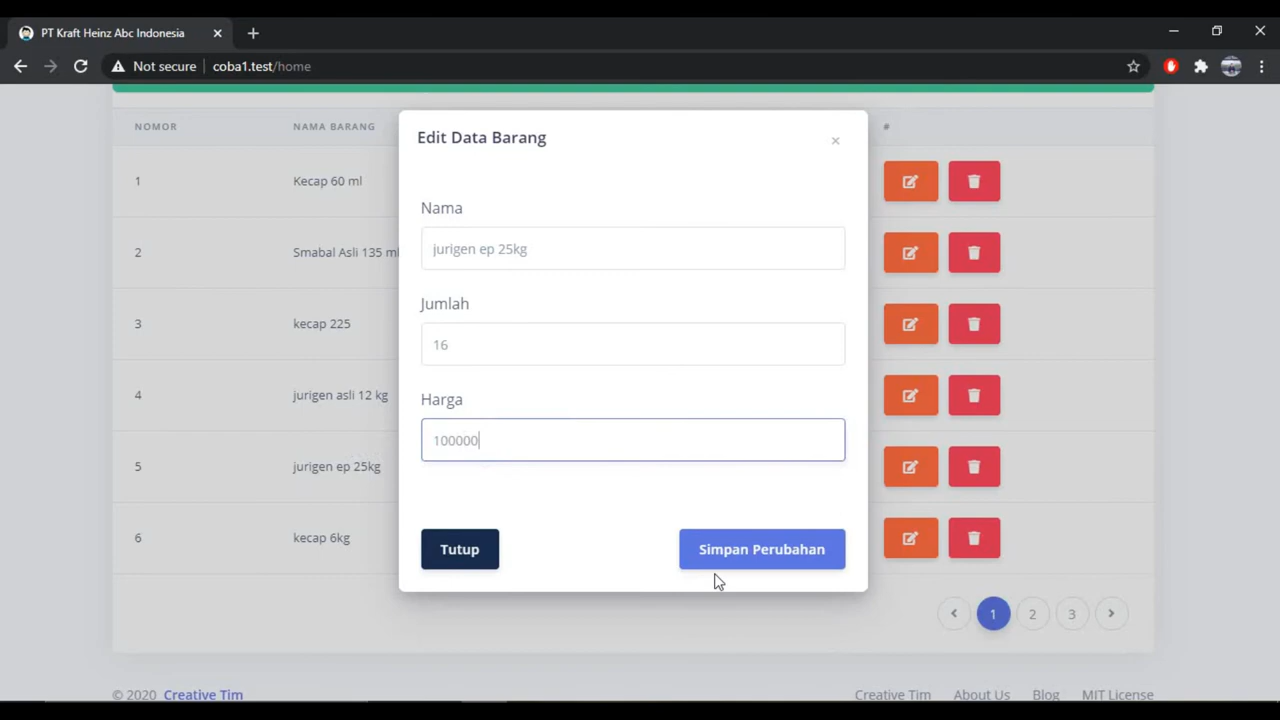 PT Kraft Heinz Abc Indonesia
Not secure
coba1.test/home
NOMOR
NAMA BARANG
#
1
Kecap 60 ml
2
Smabal Asli 135 ml
3
kecap 225
4
jurigen asli 12 kg
5
jurigen ep 25kg
6
kecap 6kg
Edit Data Barang
×
Nama
jurigen ep 25kg
Jumlah
16
Harga
100000
Tutup
Simpan Perubahan
1
2
3
© 2020 Creative Tim
Creative Tim
About Us
Blog
MIT License